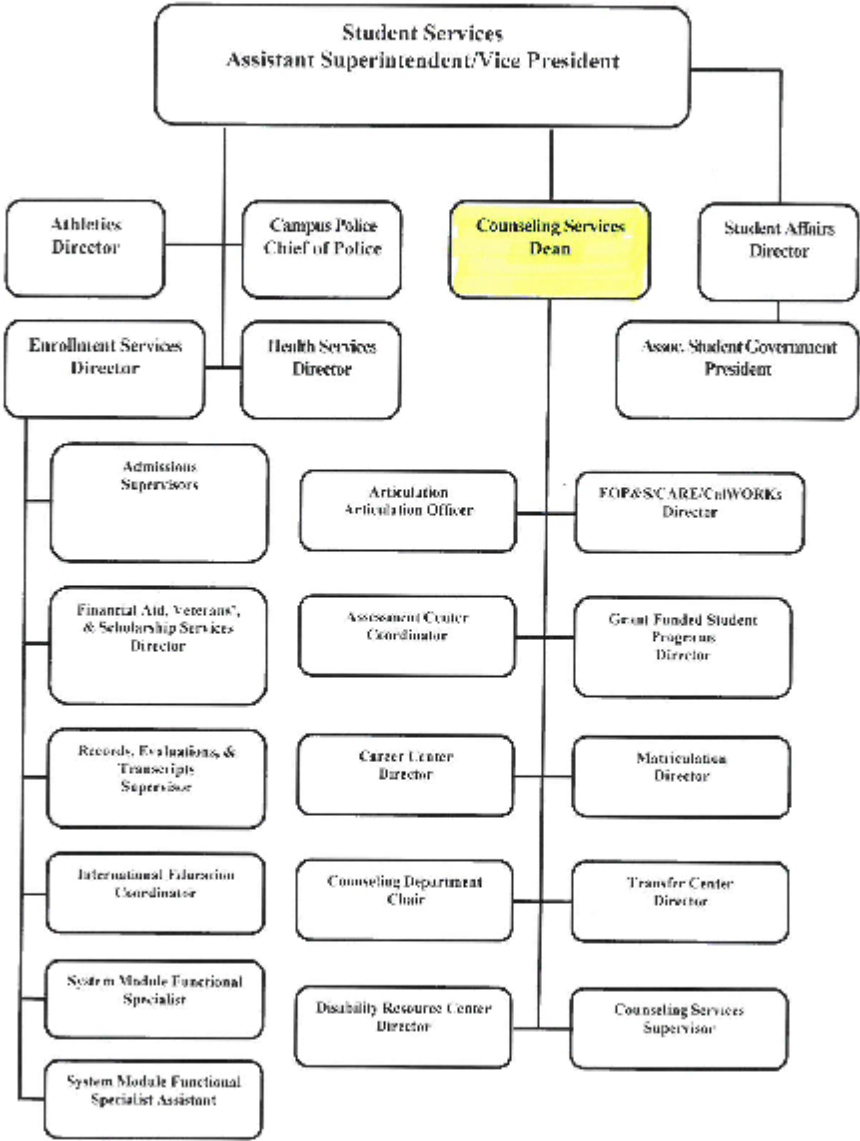 Student Services
Assistant Superintendent/Vice President
Athletics
Director
Campus Police
Chief of Police
Counseling Services
Dean
Student Affairs
Director
Enrollment Services
Director
Health Services
Director
Assoc. Student Government
President
Admissions
Supervisors
Articulation
Articulation Officer
EOP&S/CARE/CalWORKs
Director
Financial Aid, Veterans',
& Scholarship Services
Director
Assessment Center
Coordinator
Grant Funded Student
Programs
Director
Records, Evaluations, &
Transcripts
Supervisor
Career Center
Director
Matriculation
Director
International Education
Coordinator
Counseling Department
Chair
Transfer Center
Director
System Module Functional
Specialist
Disability Resource Center
Director
Counseling Services
Supervisor
System Module Functional
Specialist Assistant